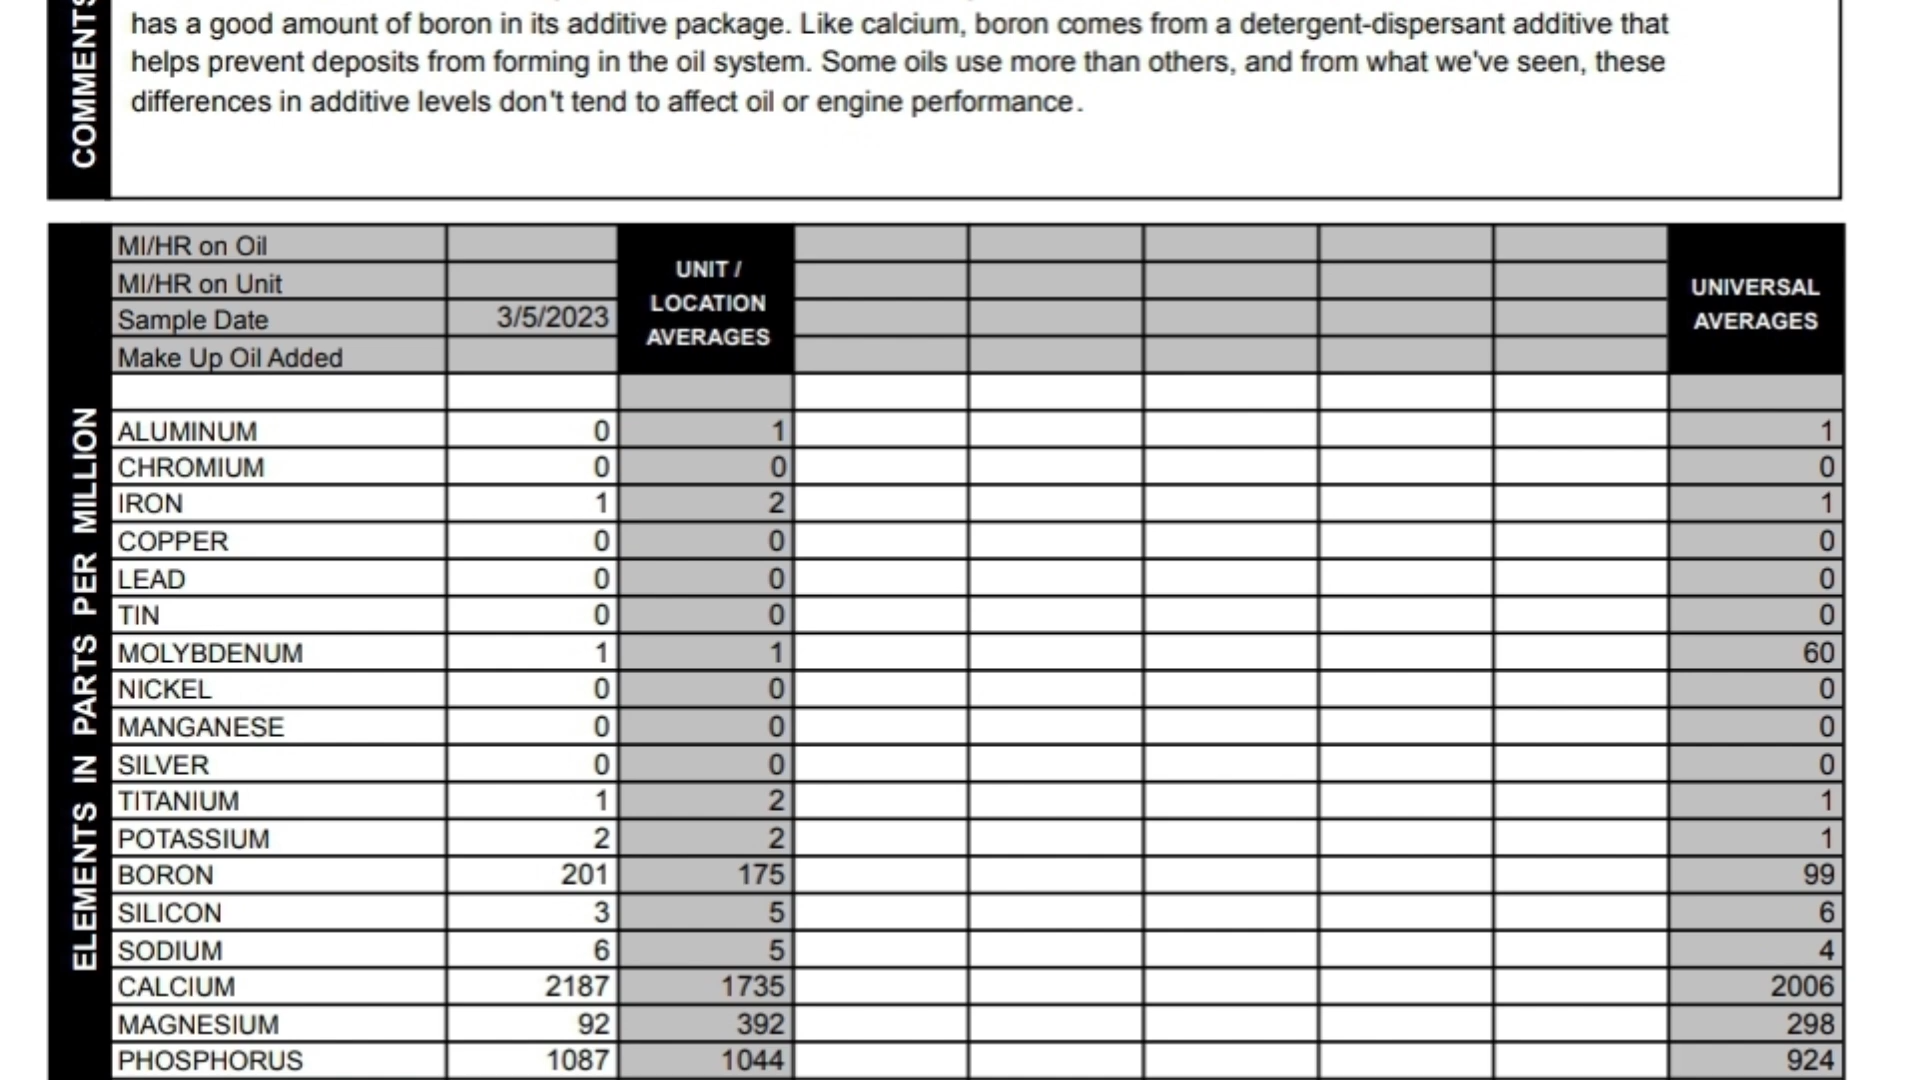 COMMENTS
has a good amount of boron in its additive package. Like calcium, boron comes from a detergent-dispersant additive that
helps prevent deposits from forming in the oil system. Some oils use more than others, and from what we've seen, these
differences in additive levels don't tend to affect oil or engine performance.
MI/HR on Oil
MI/HR on Unit
Sample Date 3/5/2023
Make Up Oil Added
UNIT /
LOCATION
AVERAGES
UNIVERSAL
AVERAGES
ELEMENTS IN PARTS PER MILLION
ALUMINUM 0 1 1
CHROMIUM 0 0 0
IRON 1 2 1
COPPER 0 0 0
LEAD 0 0 0
TIN 0 0 0
MOLYBDENUM 1 1 60
NICKEL 0 0 0
MANGANESE 0 0 0
SILVER 0 0 0
TITANIUM 1 2 1
POTASSIUM 2 2 1
BORON 201 175 99
SILICON 3 5 6
SODIUM 6 5 4
CALCIUM 2187 1735 2006
MAGNESIUM 92 392 298
PHOSPHORUS 1087 1044 924